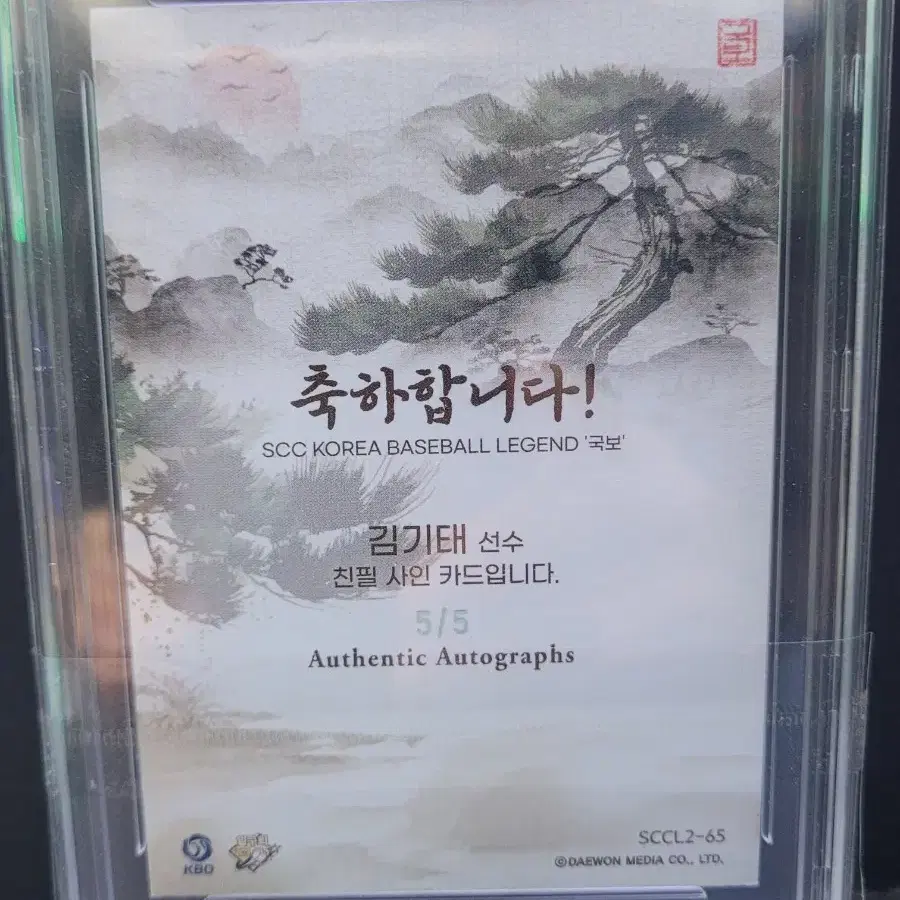 축하합니다!
SCC KOREA BASEBALL LEGEND '국보'
김기태 선수
친필 사인 카드입니다.
5/5
Authentic Autographs
SCCL2-65
©DAEWON MEDIA CO., LTD.
KBO